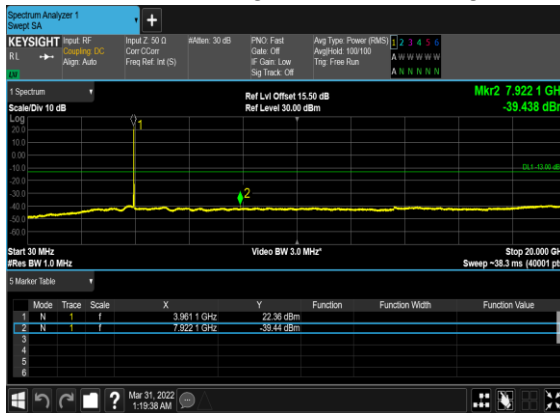 Spectrum Analyzer 1
Swept SA
+
KEYSIGHT Input: RF Input Z: 50 Ω #Atten: 30 dB PNO: Fast Avg Type: Power (RMS) 1 2 3 4 5 6
RL Coupling: DC Corr CCorr Gate: Off Avg|Hold: 100/100 A W W W W W
Align: Auto Freq Ref: Int (S) IF Gain: Low Trig: Free Run
Sig Track: Off A N N N N N
1 Spectrum Ref Lvl Offset 15.50 dB Mkr2 7.922 1 GH
Scale/Div 10 dB Ref Level 30.00 dBm -39.438 dBr
Log
20.0
10.0
0.00
-10.0
-20.0
-30.0
-40.0
-50.0
-60.0
1
2
DL1 -13.00 dB
Start 30 MHz Video BW 3.0 MHz* Stop 20.000 GH
#Res BW 1.0 MHz Sweep ~38.3 ms (40001 pt
5 Marker Table
Mode Trace Scale X Y Function Function Width Function Value
1 N 1 f 3.961 1 GHz 22.36 dBm
2 N 1 f 7.922 1 GHz -39.44 dBm
3
4
5
6
? Mar 31, 2022
1:19:38 AM